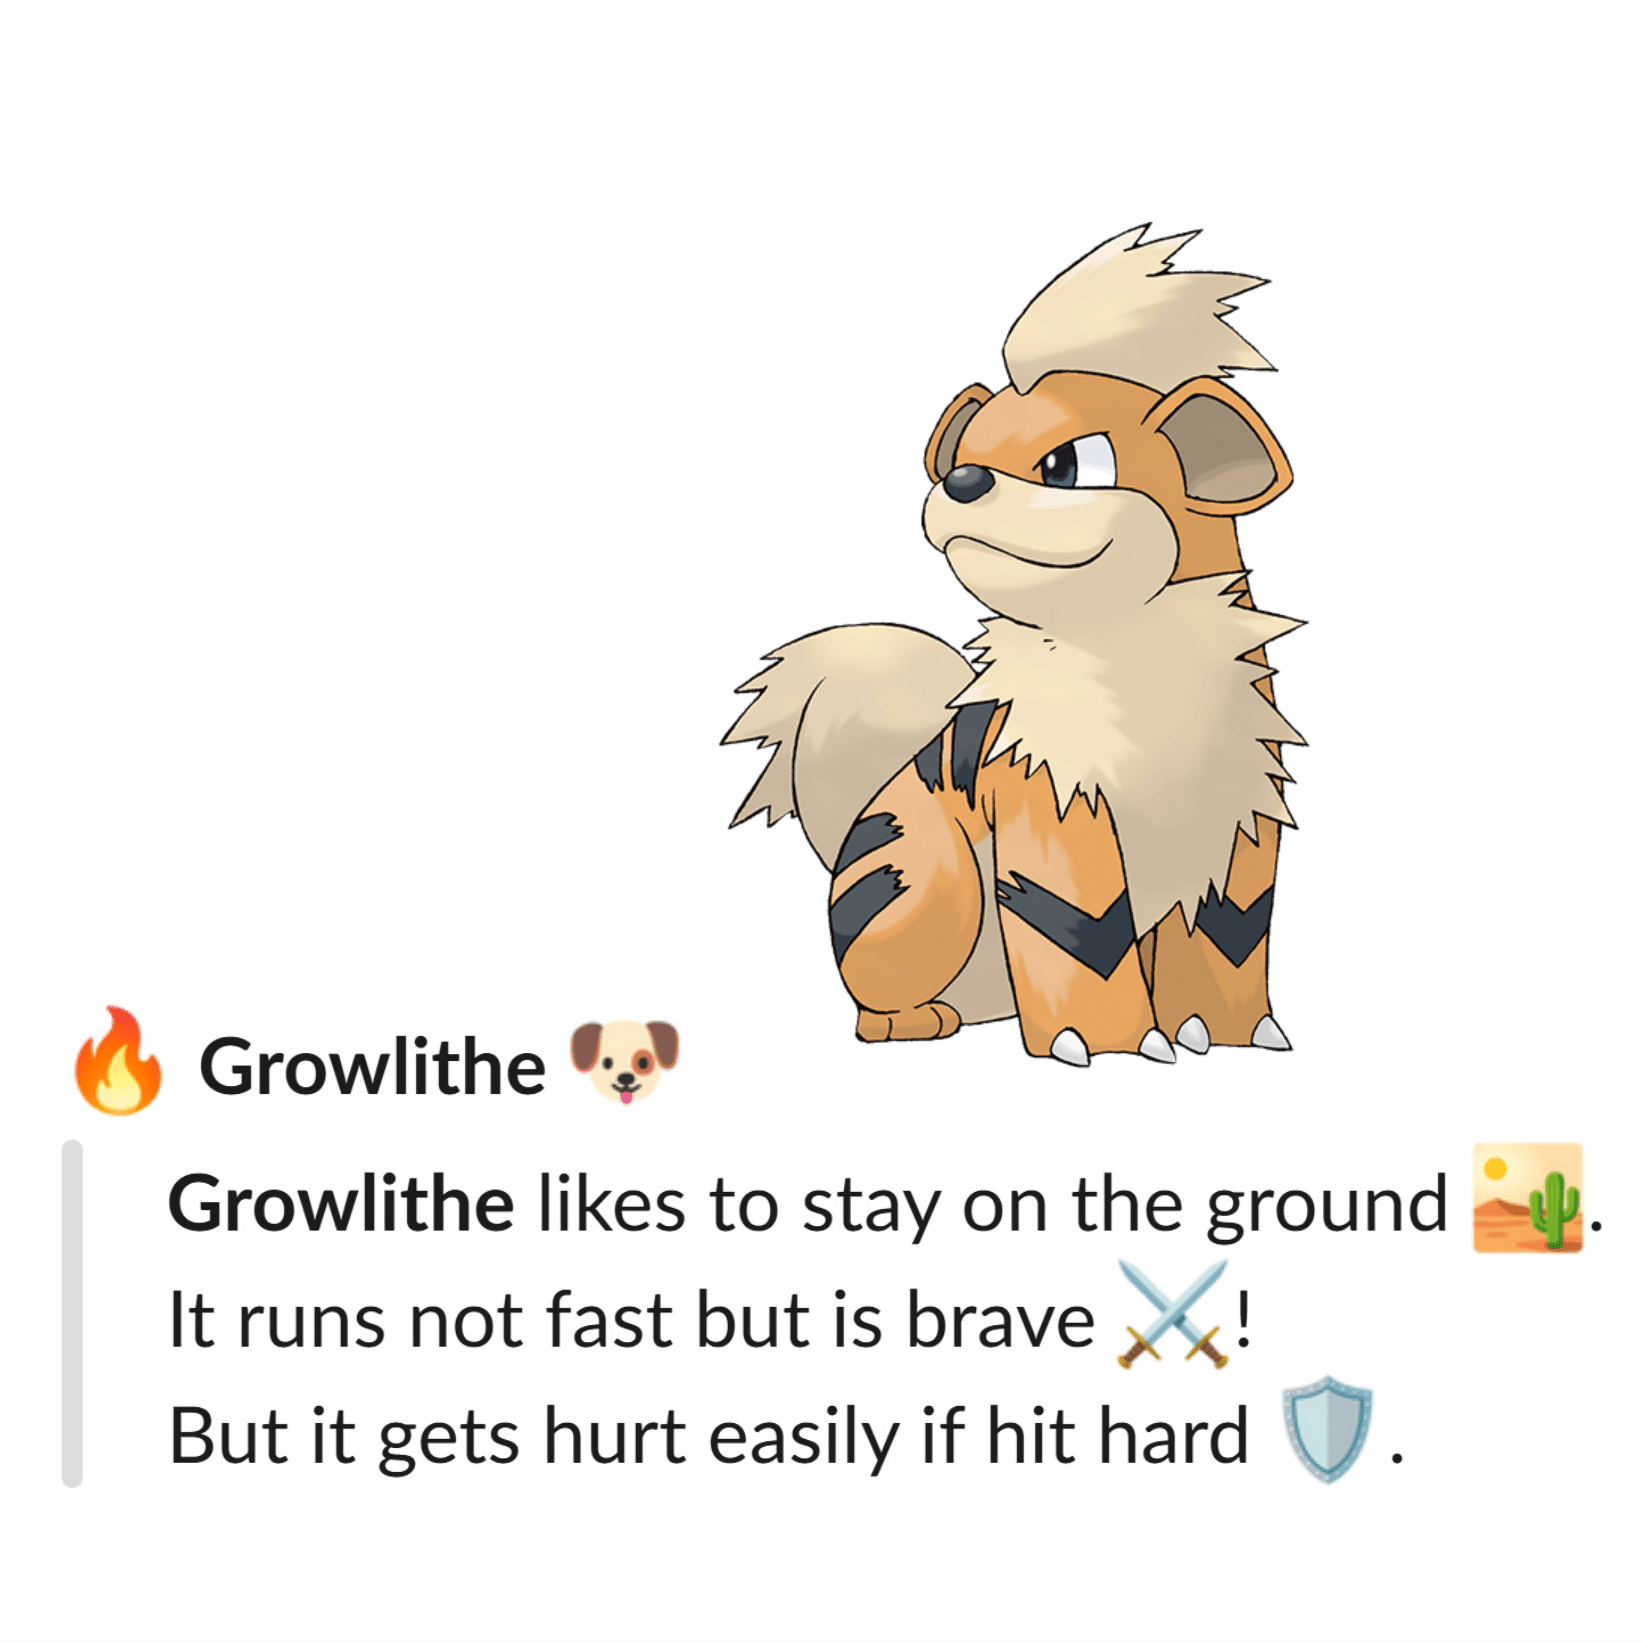 🔥 Growlithe 🐶
Growlithe likes to stay on the ground 🏜️.
It runs not fast but is brave ⚔️!
But it gets hurt easily if hit hard 🛡️.